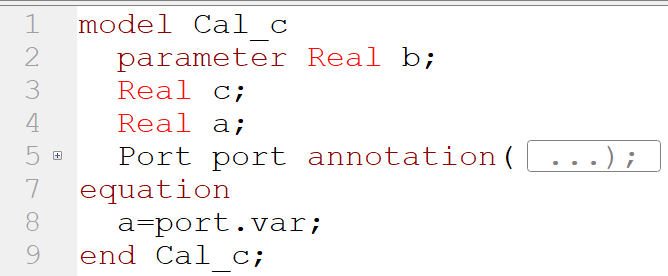 1 model Cal_c
2 parameter Real b;
3 Real c;
4 Real a;
5 Port port annotation( ...);
7 equation
8 a=port.var;
9 end Cal_c;